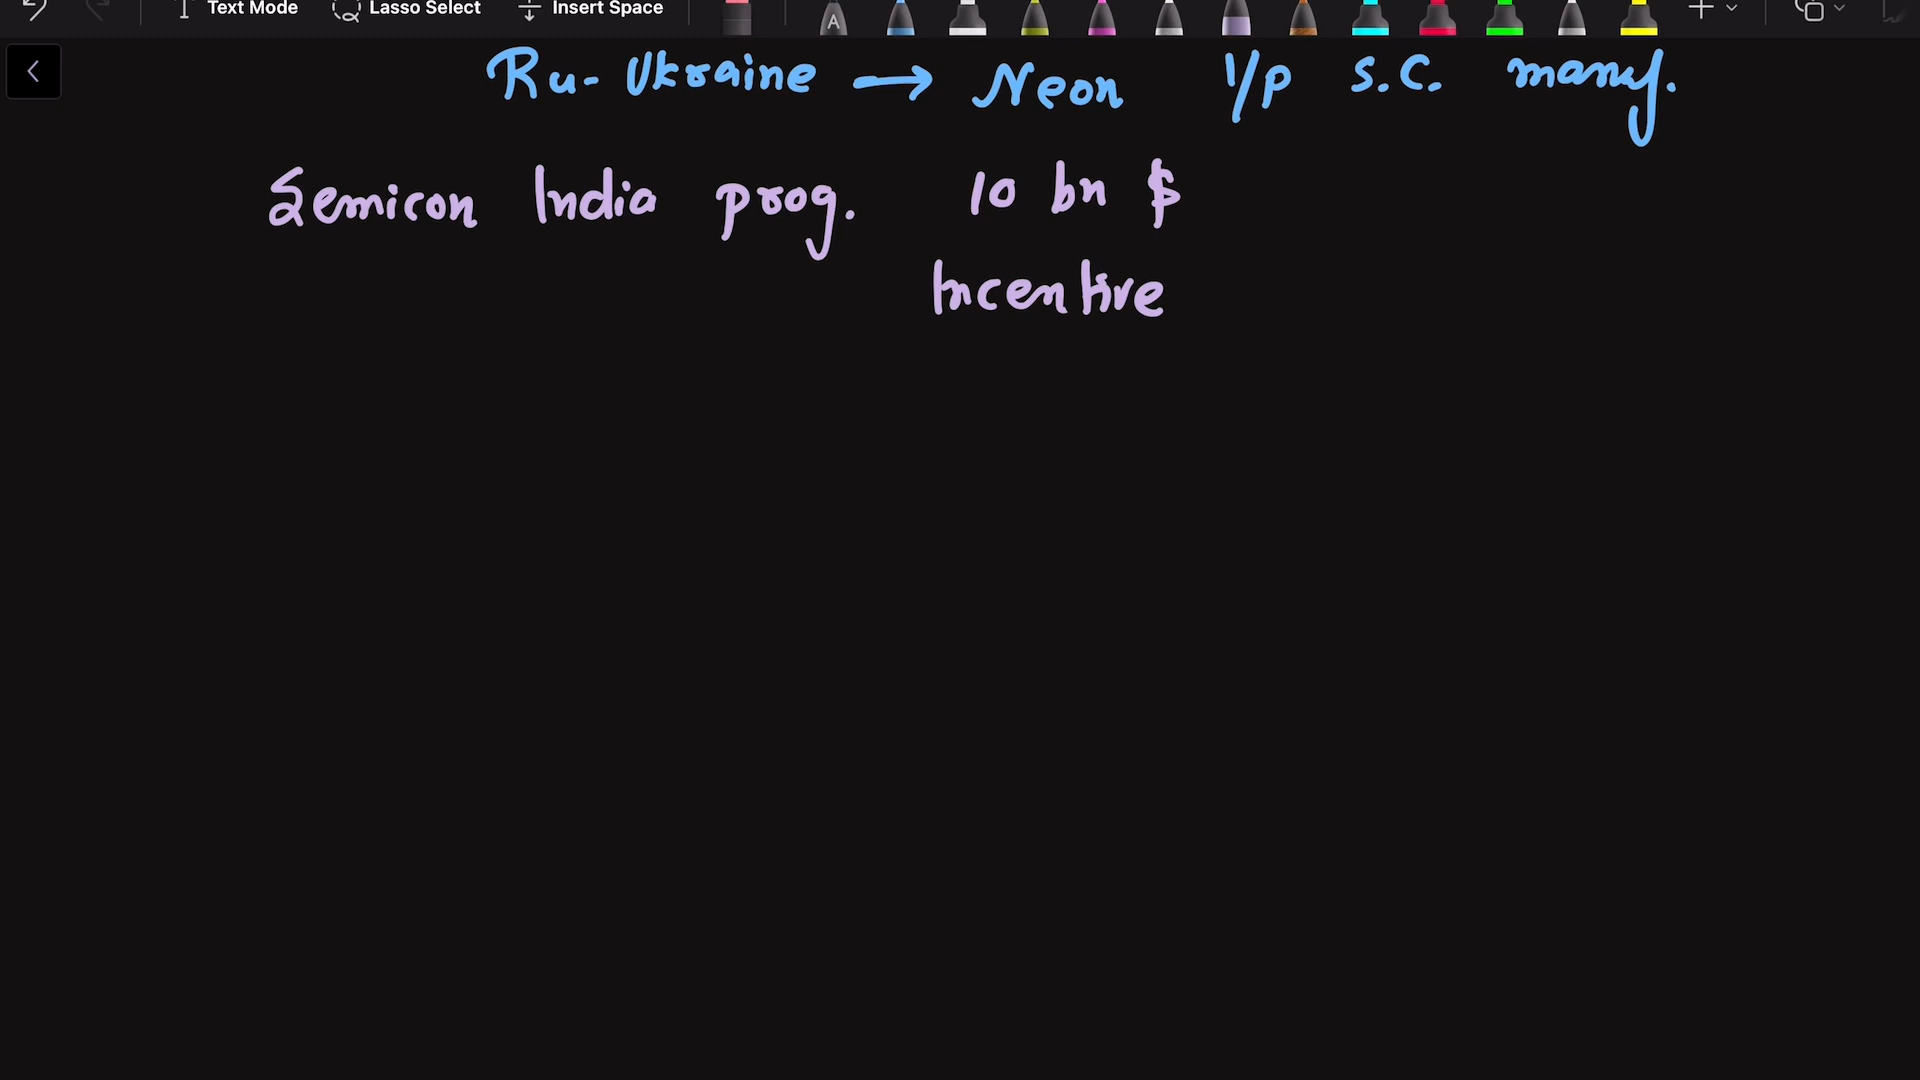 Text Mode Lasso Select Insert Space
A
Ru- Ukraine → Neon I/p S.C. manuf.
Semicon India prog. 10 bn $
Incentive